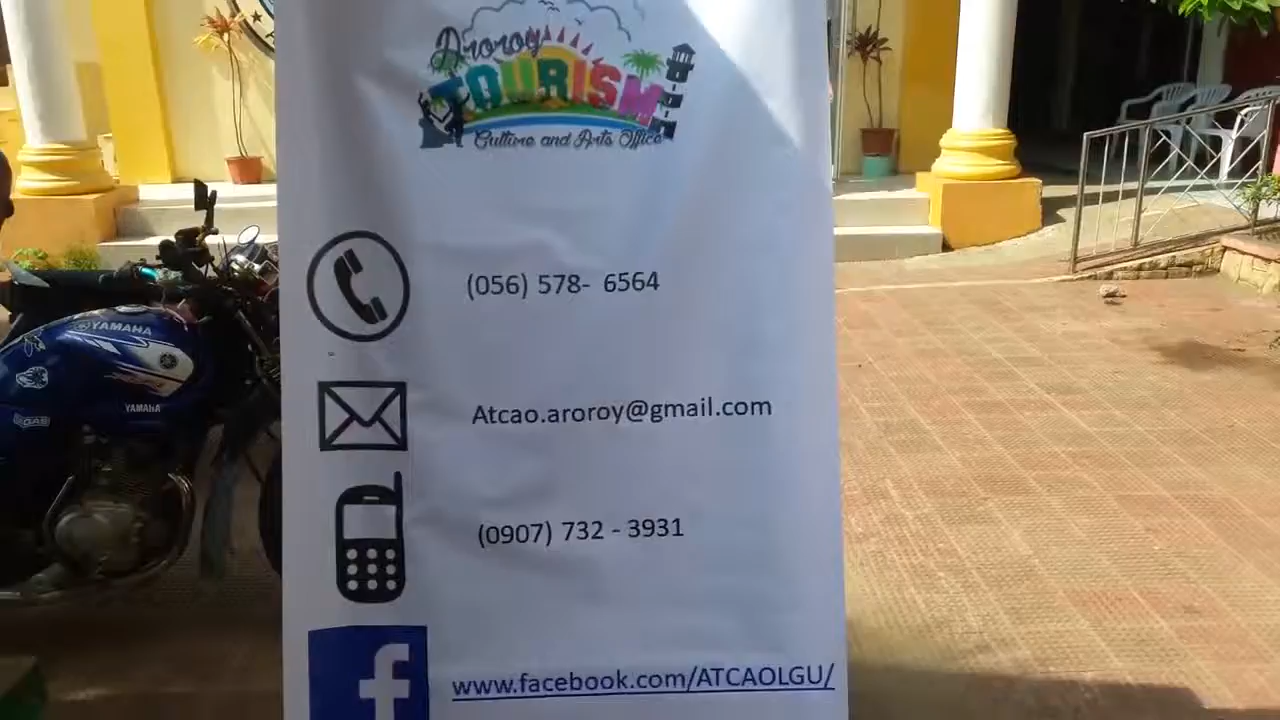 Aroroy
TOURISM
Culture and Arts Office
(056) 578- 6564
Atcao.aroroy@gmail.com
(0907) 732 - 3931
f
www.facebook.com/ATCAOLGU/
YAMAHA
YAMAHA
GAS